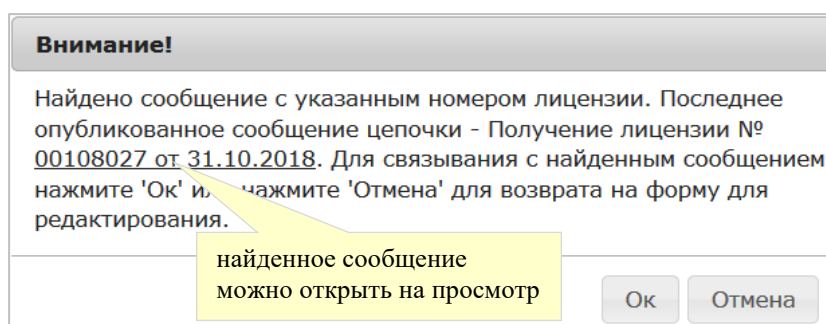 Внимание!
Найдено сообщение с указанным номером лицензии. Последнее
опубликованное сообщение цепочки - Получение лицензии №
00108027 от 31.10.2018. Для связывания с найденным сообщением
нажмите 'Ок' или нажмите 'Отмена' для возврата на форму для
редактирования.
найденное сообщение
можно открыть на просмотр
Ок Отмена